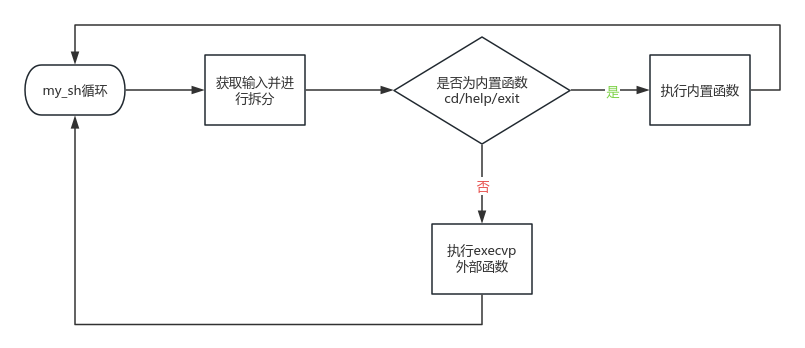 my_sh循环
获取输入并进
行拆分
是否为内置函数
cd/help/exit
是
执行内置函数
否
执行execvp
外部函数